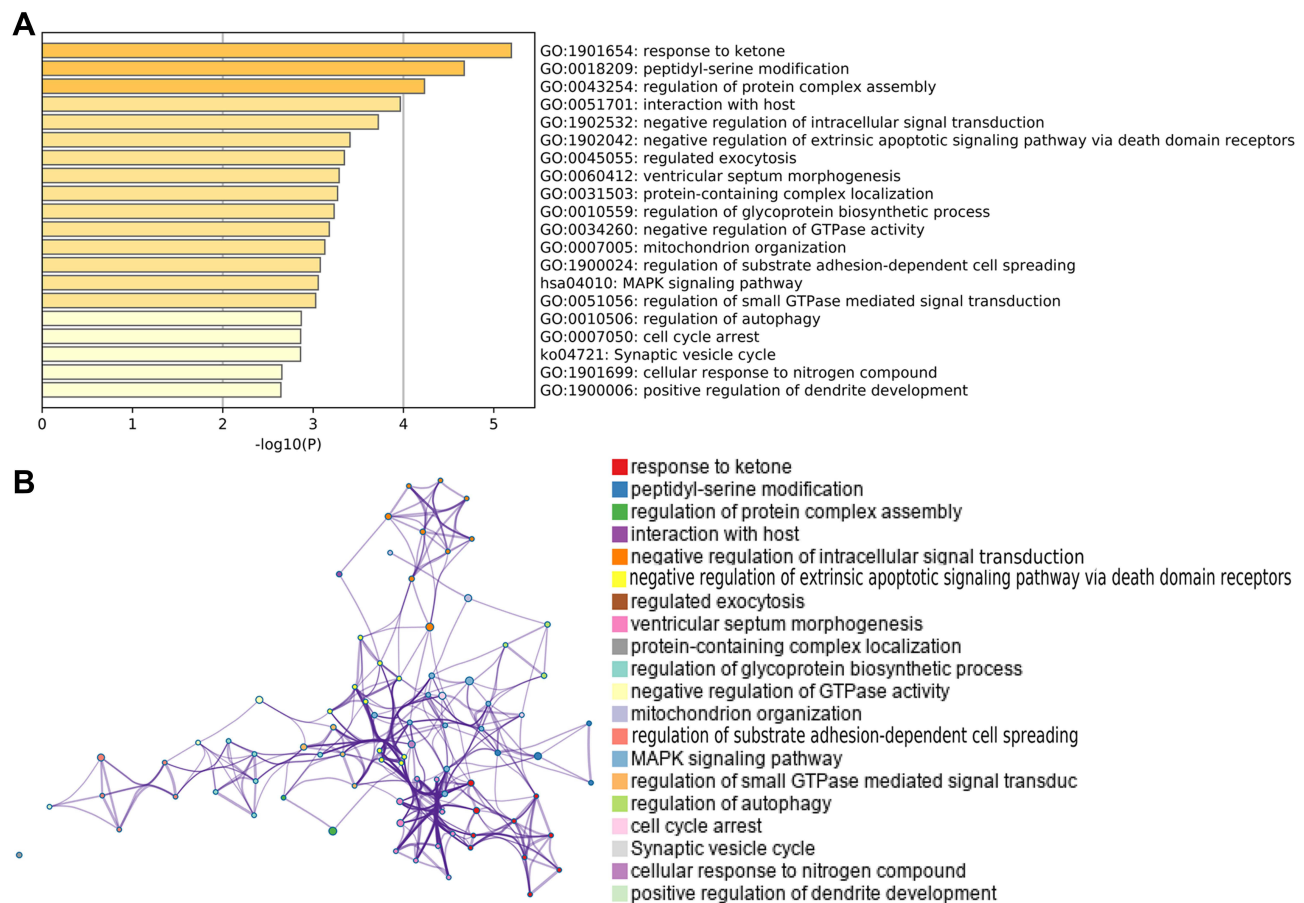 A
GO:1901654: response to ketone
GO:0018209: peptidyl-serine modification
GO:0043254: regulation of protein complex assembly
GO:0051701: interaction with host
GO:1902532: negative regulation of intracellular signal transduction
GO:1902042: negative regulation of extrinsic apoptotic signaling pathway via death domain receptors
GO:0045055: regulated exocytosis
GO:0060412: ventricular septum morphogenesis
GO:0031503: protein-containing complex localization
GO:0010559: regulation of glycoprotein biosynthetic process
GO:0034260: negative regulation of GTPase activity
GO:0007005: mitochondrion organization
GO:1900024: regulation of substrate adhesion-dependent cell spreading
hsa04010: MAPK signaling pathway
GO:0051056: regulation of small GTPase mediated signal transduction
GO:0010506: regulation of autophagy
GO:0007050: cell cycle arrest
ko04721: Synaptic vesicle cycle
GO:1901699: cellular response to nitrogen compound
GO:1900006: positive regulation of dendrite development
0 1 2 3 4 5
-log10(P)
B
response to ketone
peptidyl-serine modification
regulation of protein complex assembly
interaction with host
negative regulation of intracellular signal transduction
negative regulation of extrinsic apoptotic signaling pathway via death domain receptors
regulated exocytosis
ventricular septum morphogenesis
protein-containing complex localization
regulation of glycoprotein biosynthetic process
negative regulation of GTPase activity
mitochondrion organization
regulation of substrate adhesion-dependent cell spreading
MAPK signaling pathway
regulation of small GTPase mediated signal transduc
regulation of autophagy
cell cycle arrest
Synaptic vesicle cycle
cellular response to nitrogen compound
positive regulation of dendrite development